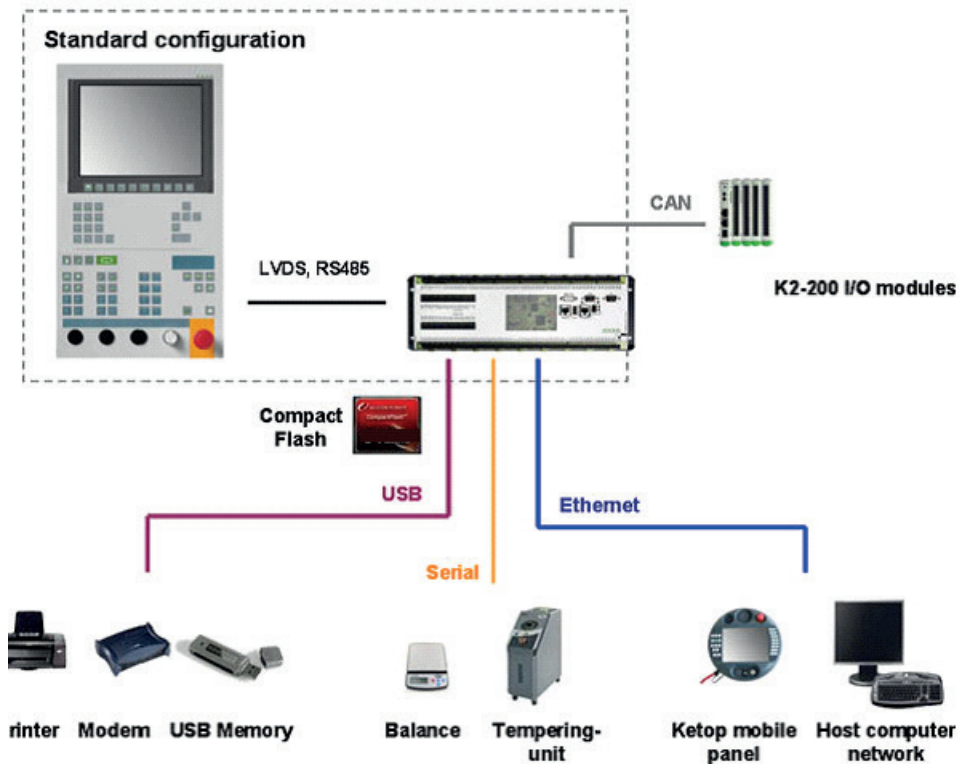 Standard configuration
CAN
LVDS, RS485
K2-200 I/O modules
Compact
Flash
USB
Ethernet
Serial
rinter
Modem
USB Memory
Balance
Tempering-
unit
Ketop mobile
panel
Host computer
network